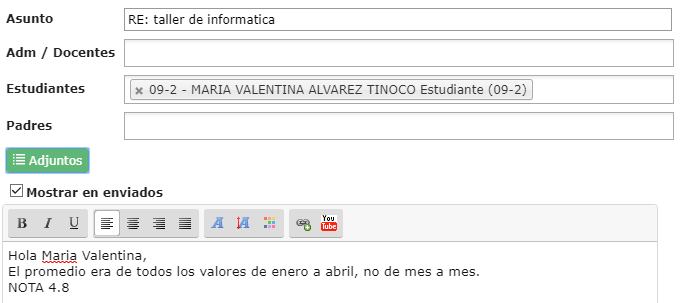 Asunto RE: taller de informatica
Adm / Docentes
Estudiantes × 09-2 - MARIA VALENTINA ALVAREZ TINOCO Estudiante (09-2)
Padres
Adjuntos
Mostrar en enviados
B I U A A You Tube
Hola Maria Valentina,
El promedio era de todos los valores de enero a abril, no de mes a mes.
NOTA 4.8